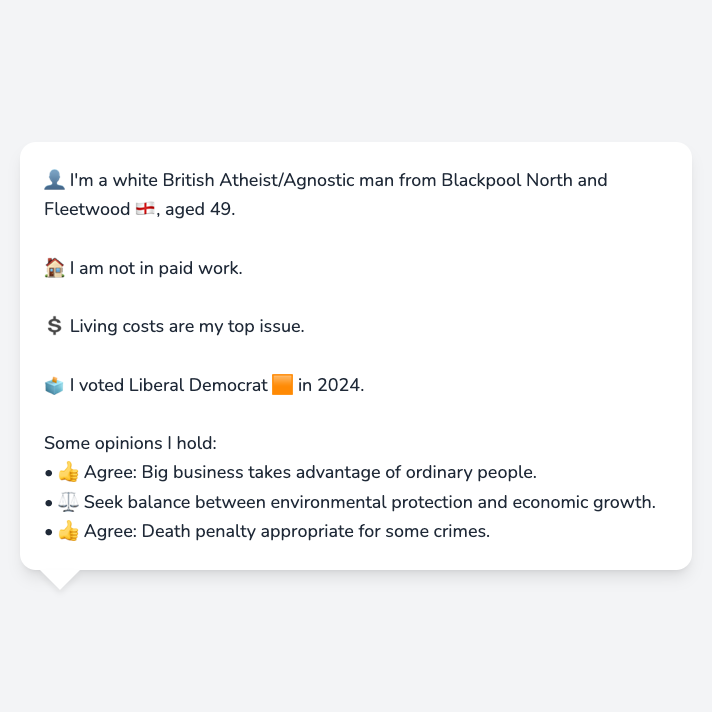 👤 I'm a white British Atheist/Agnostic man from Blackpool North and
Fleetwood 🏴󠁧󠁢󠁥󠁮󠁧󠁿, aged 49.
🏠 I am not in paid work.
💲 Living costs are my top issue.
🗳️ I voted Liberal Democrat 🟧 in 2024.
Some opinions I hold:
• 👍 Agree: Big business takes advantage of ordinary people.
• ⚖️ Seek balance between environmental protection and economic growth.
• 👍 Agree: Death penalty appropriate for some crimes.